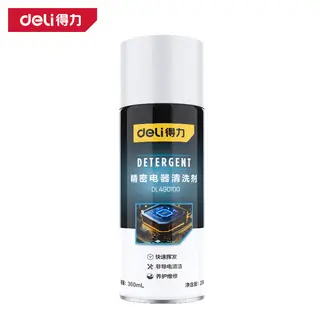 deli得力
deli得力
DETERGENT
精密电器清洗剂
DL490100
快速挥发
非导电清洁
养护维修
300mL
净含量